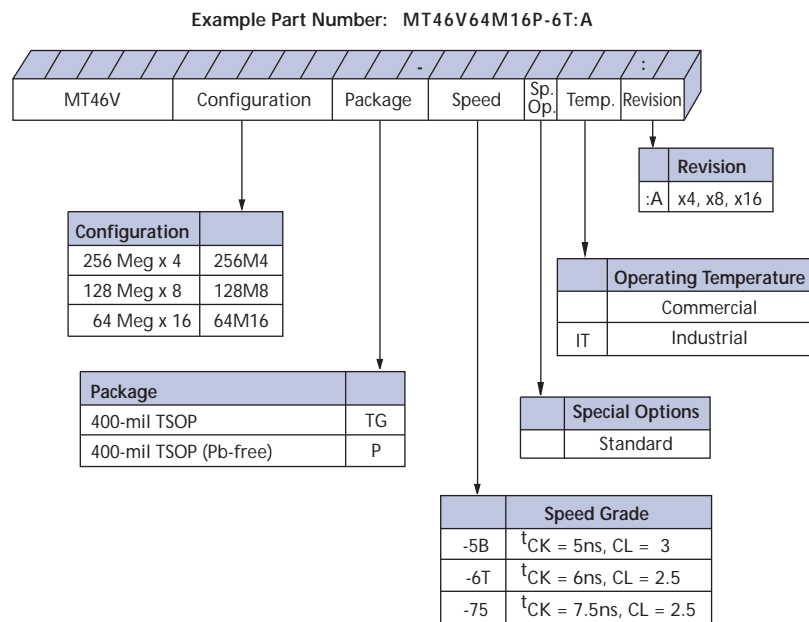 Example Part Number: MT46V64M16P-6T:A
- :
MT46V Configuration Package Speed Sp. Op. Temp. Revision
Revision
:A x4, x8, x16
Configuration
256 Meg x 4 256M4
128 Meg x 8 128M8
64 Meg x 16 64M16
Operating Temperature
Commercial
IT Industrial
Package
400-mil TSOP TG
400-mil TSOP (Pb-free) P
Special Options
Standard
Speed Grade
-5B tCK = 5ns, CL = 3
-6T tCK = 6ns, CL = 2.5
-75 tCK = 7.5ns, CL = 2.5